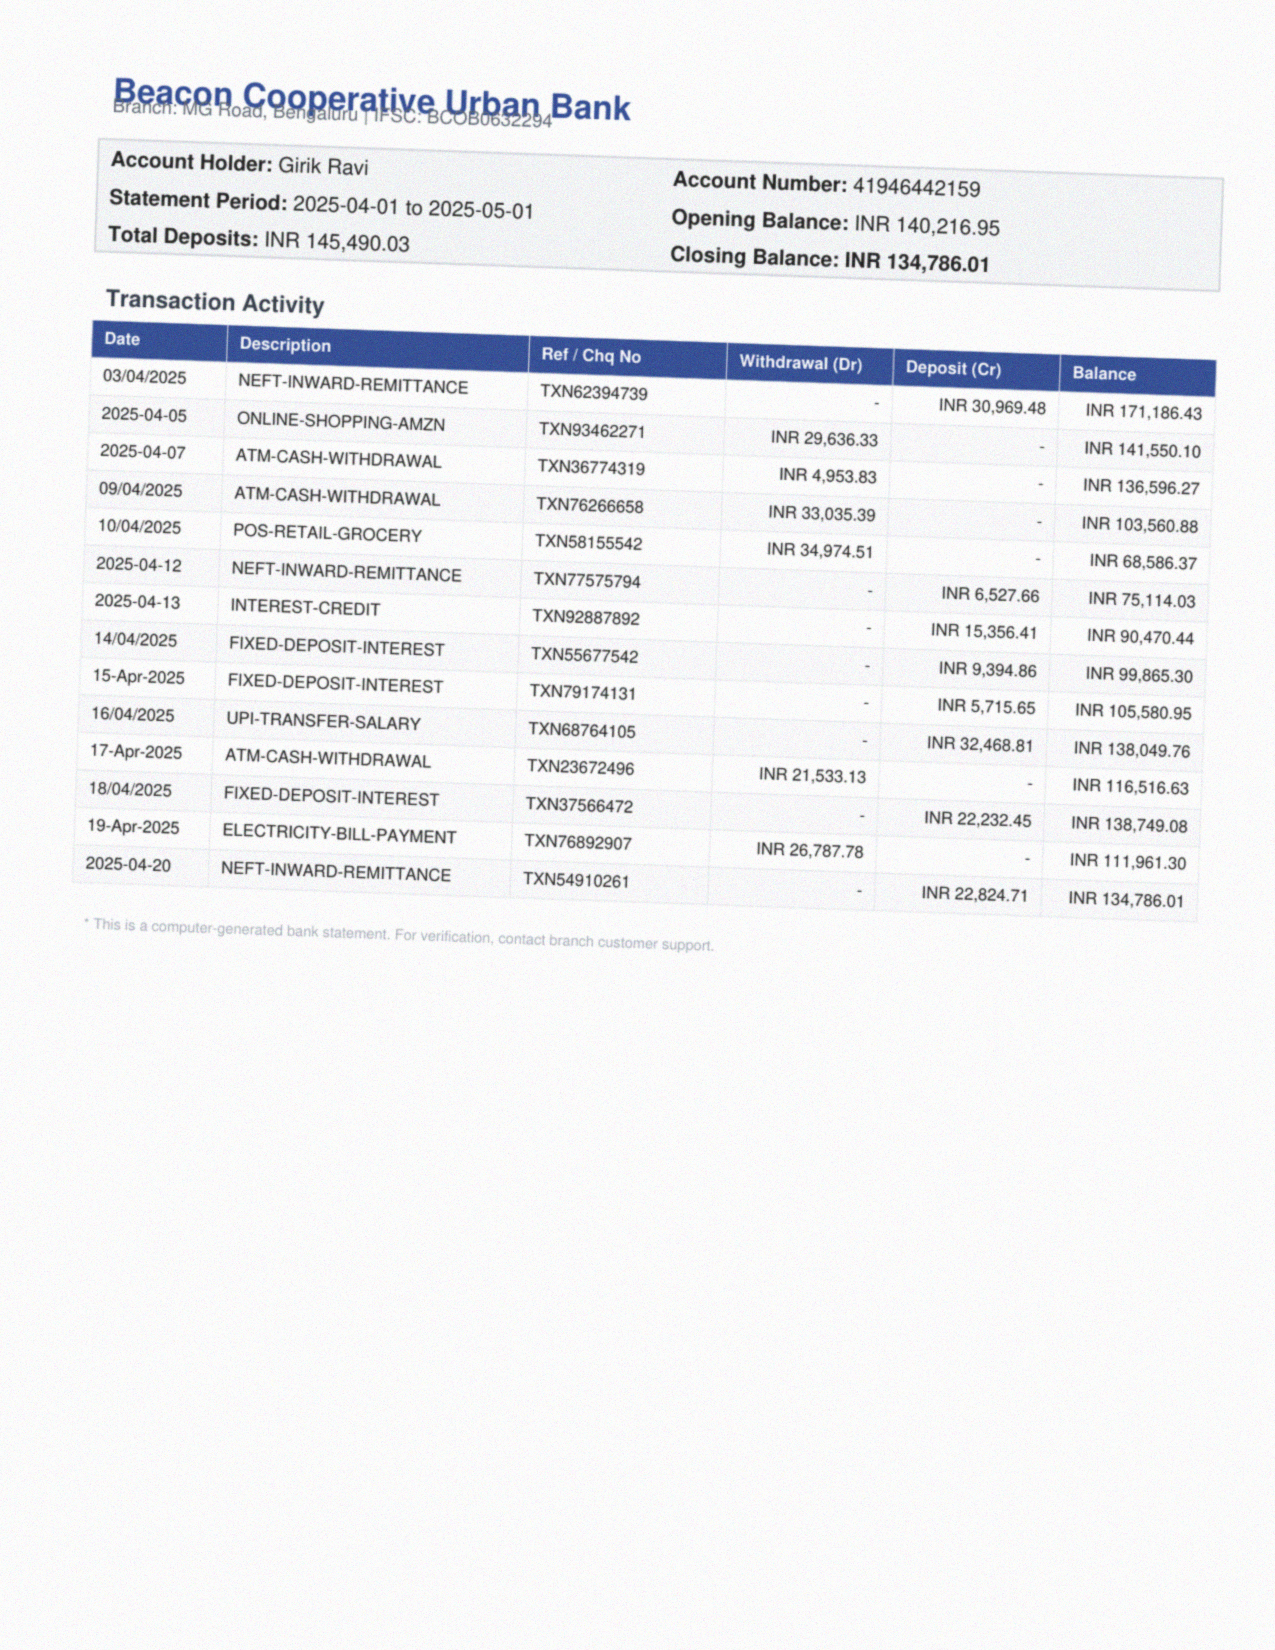 Beacon Cooperative Urban Bank
Branch: MG Road, Bengaluru | IFSC: BCOB0632294
Account Holder: Girik Ravi
Account Number: 41946442159
Statement Period: 2025-04-01 to 2025-05-01
Opening Balance: INR 140,216.95
Total Deposits: INR 145,490.03
Closing Balance: INR 134,786.01
Transaction Activity
Date Description Ref / Chq No Withdrawal (Dr) Deposit (Cr) Balance
03/04/2025 NEFT-INWARD-REMITTANCE TXN62394739 - INR 30,969.48 INR 171,186.43
2025-04-05 ONLINE-SHOPPING-AMZN TXN93462271 INR 29,636.33 - INR 141,550.10
2025-04-07 ATM-CASH-WITHDRAWAL TXN36774319 INR 4,953.83 - INR 136,596.27
09/04/2025 ATM-CASH-WITHDRAWAL TXN76266658 INR 33,035.39 - INR 103,560.88
10/04/2025 POS-RETAIL-GROCERY TXN58155542 INR 34,974.51 - INR 68,586.37
2025-04-12 NEFT-INWARD-REMITTANCE TXN77575794 - INR 6,527.66 INR 75,114.03
2025-04-13 INTEREST-CREDIT TXN92887892 - INR 15,356.41 INR 90,470.44
14/04/2025 FIXED-DEPOSIT-INTEREST TXN55677542 - INR 9,394.86 INR 99,865.30
15-Apr-2025 FIXED-DEPOSIT-INTEREST TXN79174131 - INR 5,715.65 INR 105,580.95
16/04/2025 UPI-TRANSFER-SALARY TXN68764105 - INR 32,468.81 INR 138,049.76
17-Apr-2025 ATM-CASH-WITHDRAWAL TXN23672496 INR 21,533.13 - INR 116,516.63
18/04/2025 FIXED-DEPOSIT-INTEREST TXN37566472 - INR 22,232.45 INR 138,749.08
19-Apr-2025 ELECTRICITY-BILL-PAYMENT TXN76892907 INR 26,787.78 - INR 111,961.30
2025-04-20 NEFT-INWARD-REMITTANCE TXN54910261 - INR 22,824.71 INR 134,786.01
* This is a computer-generated bank statement. For verification, contact branch customer support.